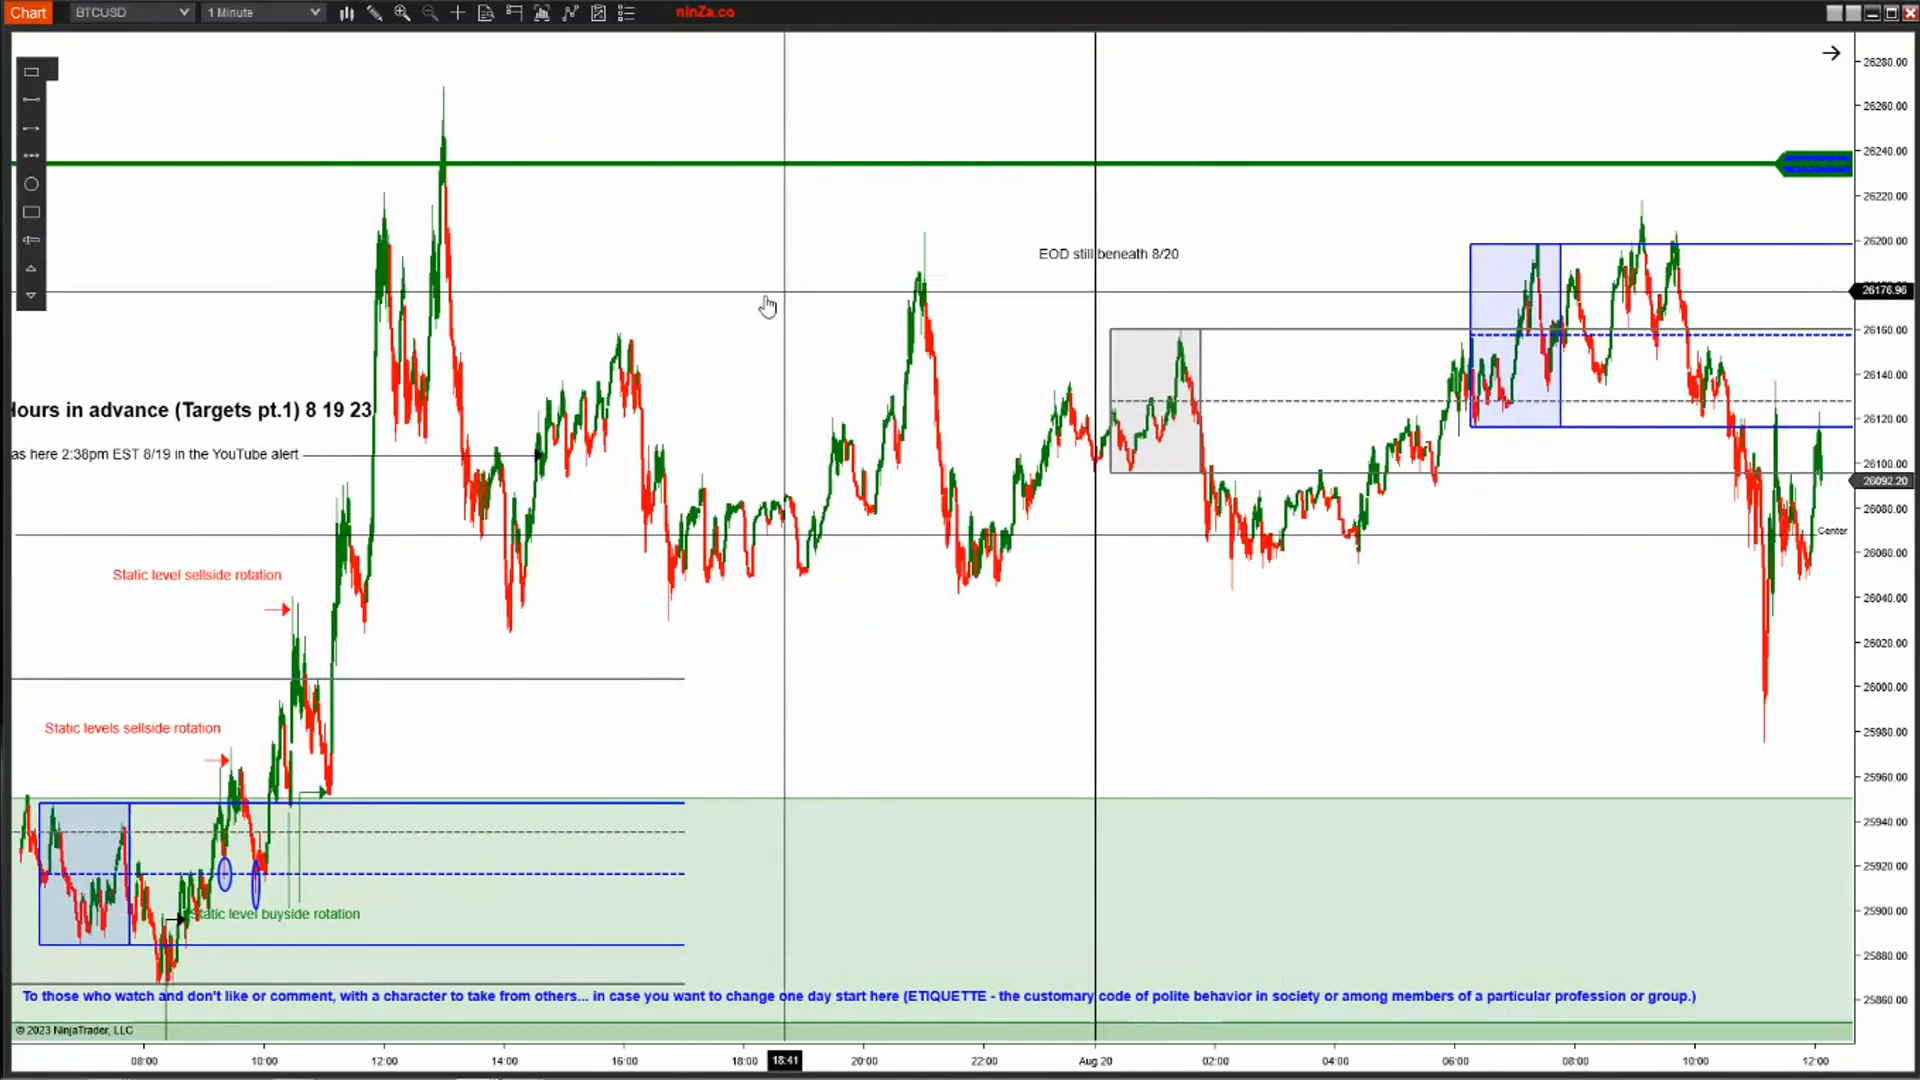 Chart BTCUSD 1 Minute ninZa.co
26280.00
26260.00
26240.00
26220.00
26200.00
EOD still beneath 8/20
26176.96
26160.00
26140.00
Hours in advance (Targets pt.1) 8 19 23
26120.00
as here 2:38pm EST 8/19 in the YouTube alert
26100.00
26092.20
26080.00
Center
26060.00
Static level sellside rotation
26040.00
26020.00
26000.00
Static levels sellside rotation
25980.00
25960.00
25940.00
25920.00
Static level buyside rotation
25900.00
25880.00
To those who watch and don't like or comment, with a character to take from others... in case you want to change one day start here (ETIQUETTE - the customary code of polite behavior in society or among members of a particular profession or group.)
25860.00
© 2023 NinjaTrader, LLC
08:00 10:00 12:00 14:00 16:00 18:00 18:41 20:00 22:00 Aug 20 02:00 04:00 06:00 08:00 10:00 12:00